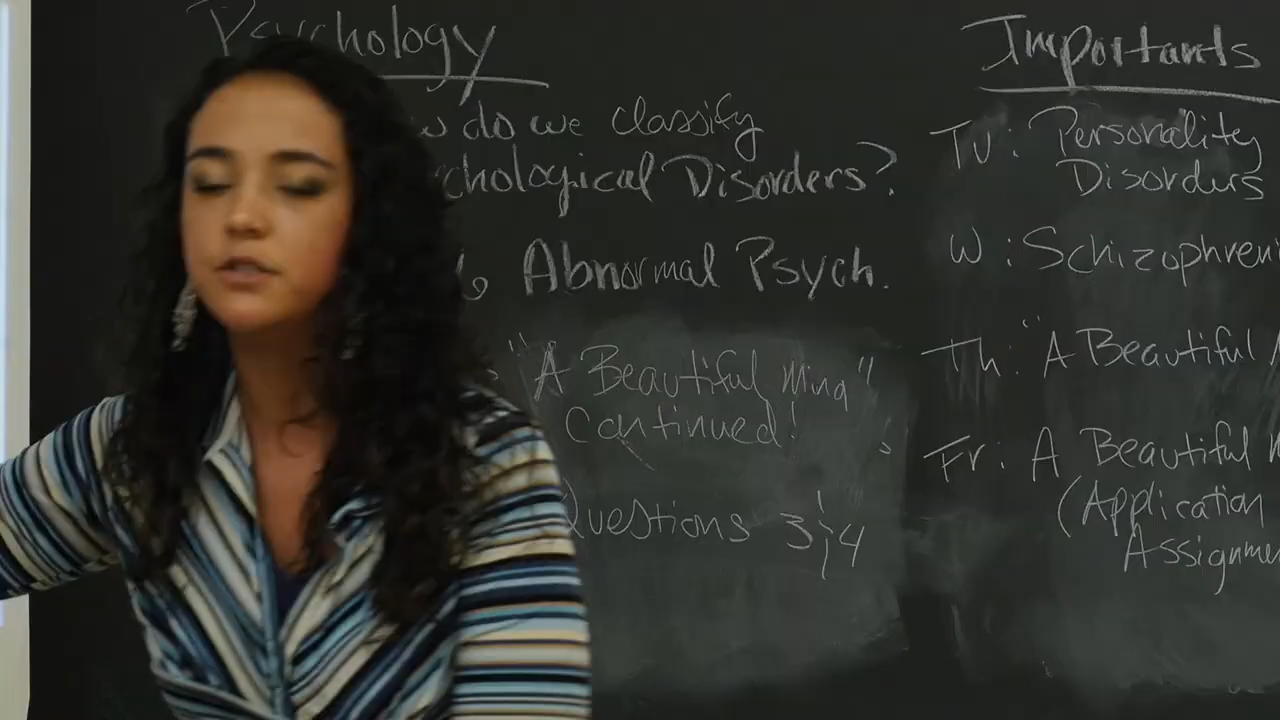 Psychology
do we classify
chological Disorders?
Abnormal Psych.
"A Beautiful Mind"
Continued!
Questions 3 & 4
Importants
Tu: Personality
Disorders
W: Schizophreni
Th: "A Beautiful
Fr: A Beautiful
(Application
Assignme